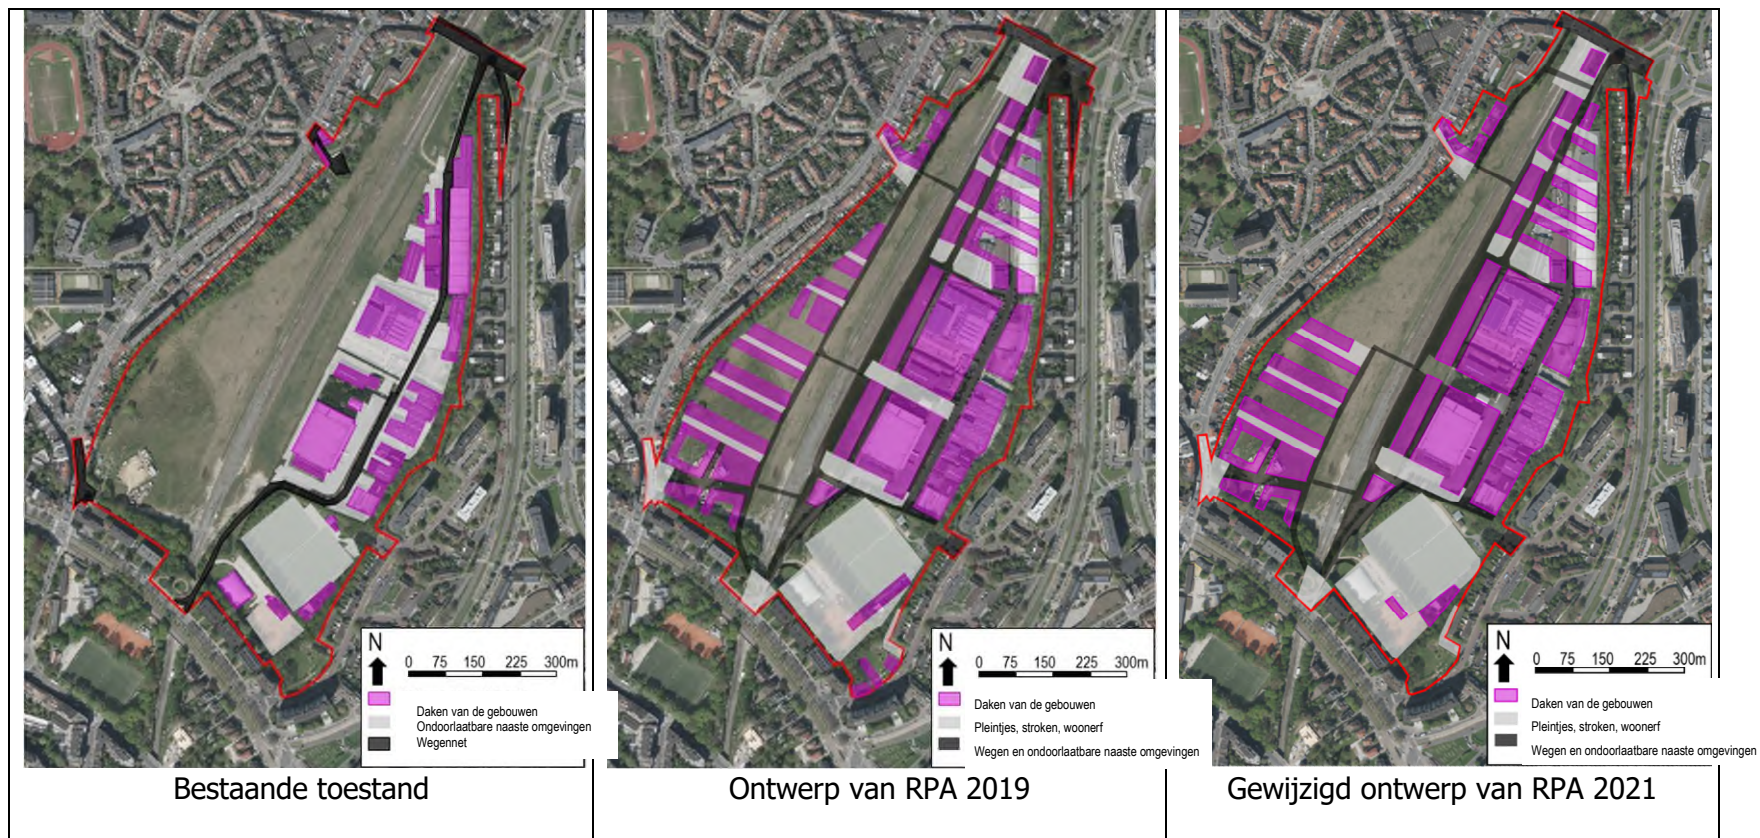 N
0 75 150 225 300m
Daken van de gebouwen
Ondoorlaatbare naaste omgevingen
Wegennet
Bestaande toestand
N
0 75 150 225 300m
Daken van de gebouwen
Pleintjes, stroken, woonerf
Wegen en ondoorlaatbare naaste omgevingen
Ontwerp van RPA 2019
N
0 75 150 225 300m
Daken van de gebouwen
Pleintjes, stroken, woonerf
Wegen en ondoorlaatbare naaste omgevingen
Gewijzigd ontwerp van RPA 2021